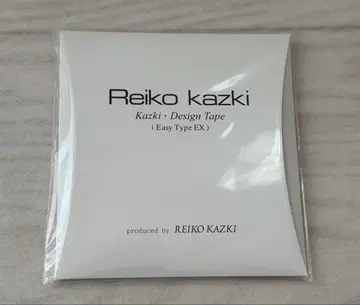 Reiko kazki
Kazki・Design Tape
( Easy Type EX )
produced by REIKO KAZKI